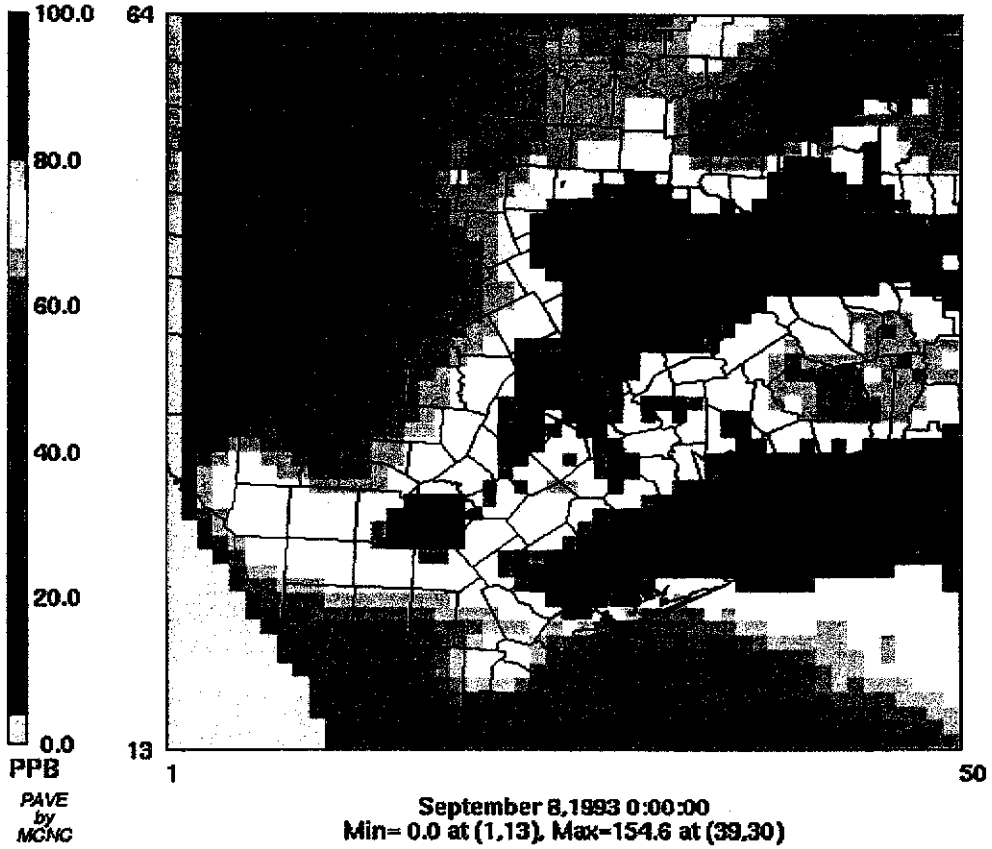 100.0
80.0
60.0
40.0
20.0
0.0
PPB
PAVE
by
MCNC
64
13
1
50
September 8,1993 0:00:00
Min= 0.0 at (1,13), Max=154.6 at (39,30)